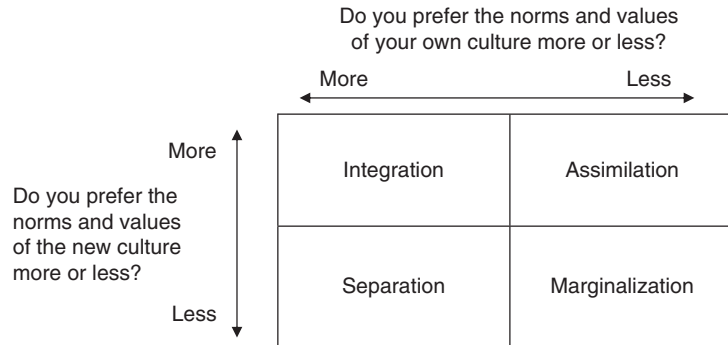 Do you prefer the norms and values
of your own culture more or less?
More Less
More
Integration Assimilation
Do you prefer the
norms and values
of the new culture
more or less?
Separation Marginalization
Less